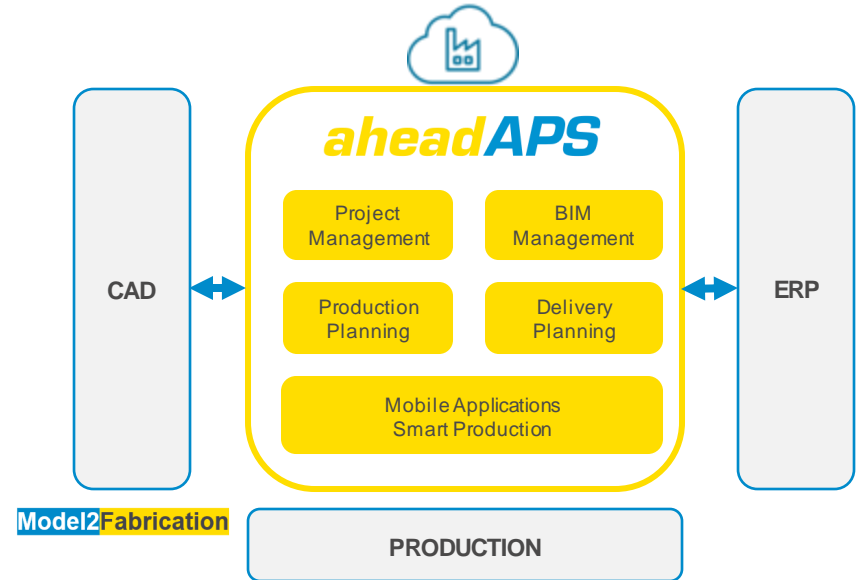 aheadAPS
Project
Management
BIM
Management
CAD
Production
Planning
Delivery
Planning
ERP
Mobile Applications
Smart Production
Model2Fabrication
PRODUCTION